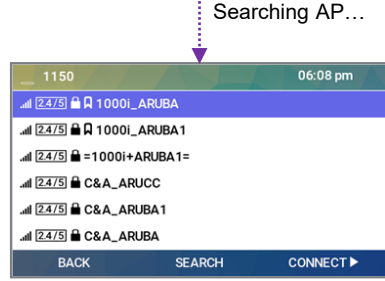 Searching AP...
1150 06:08 pm
2.4/5 1000i_ARUBA
2.4/5 1000i_ARUBA1
2.4/5 =1000i+ARUBA1=
2.4/5 C&A_ARUCC
2.4/5 C&A_ARUBA1
2.4/5 C&A_ARUBA
BACK SEARCH CONNECT